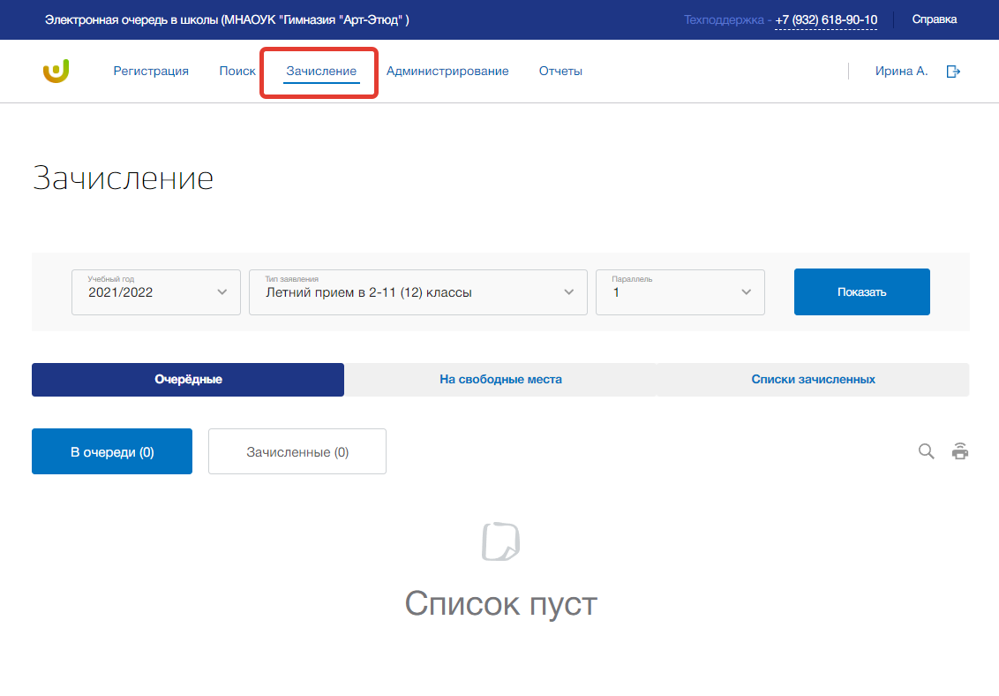 Электронная очередь в школы (МНАОУК "Гимназия "Арт-Этюд" )
Техподдержка - +7 (932) 618-90-10
Справка
Регистрация
Поиск
Зачисление
Администрирование
Отчеты
Ирина А.
Зачисление
Учебный год
2021/2022
Тип заявления
Летний прием в 2-11 (12) классы
Параллель
1
Показать
Очерёдные
На свободные места
Списки зачисленных
В очереди (0)
Зачисленные (0)
Список пуст